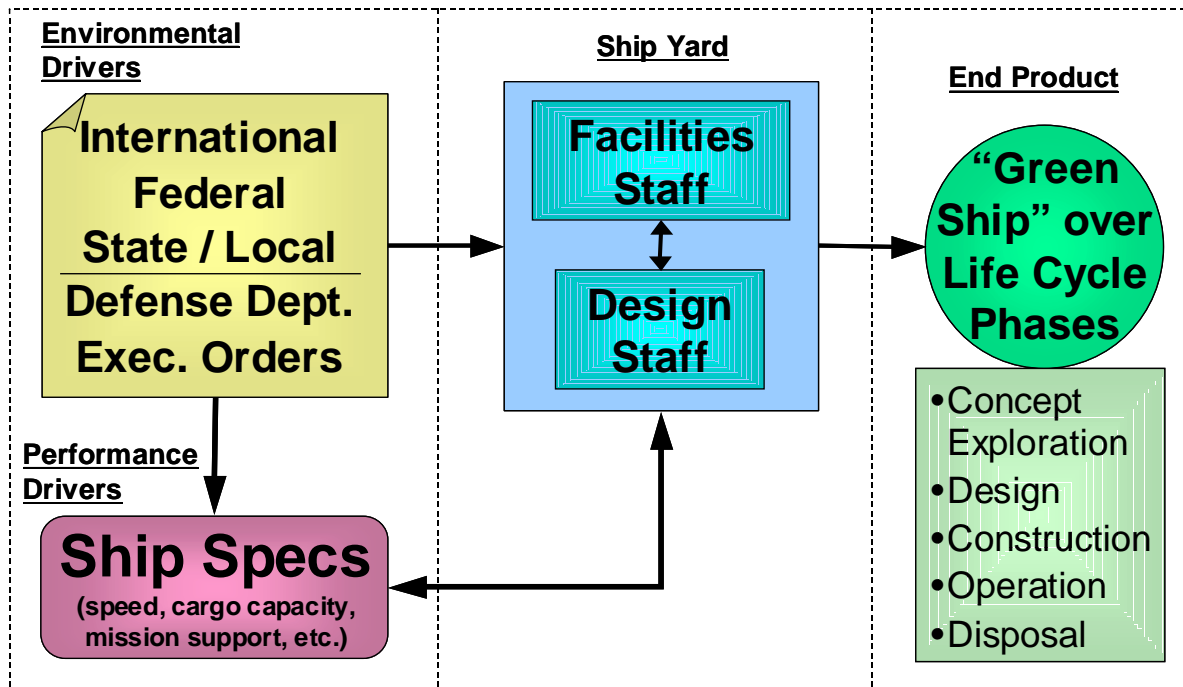 Environmental
Drivers
International
Federal
State / Local
Defense Dept.
Exec. Orders
Performance
Drivers
Ship Specs
(speed, cargo capacity,
mission support, etc.)
Ship Yard
Facilities
Staff
Design
Staff
End Product
“Green
Ship” over
Life Cycle
Phases
•Concept
Exploration
•Design
•Construction
•Operation
•Disposal